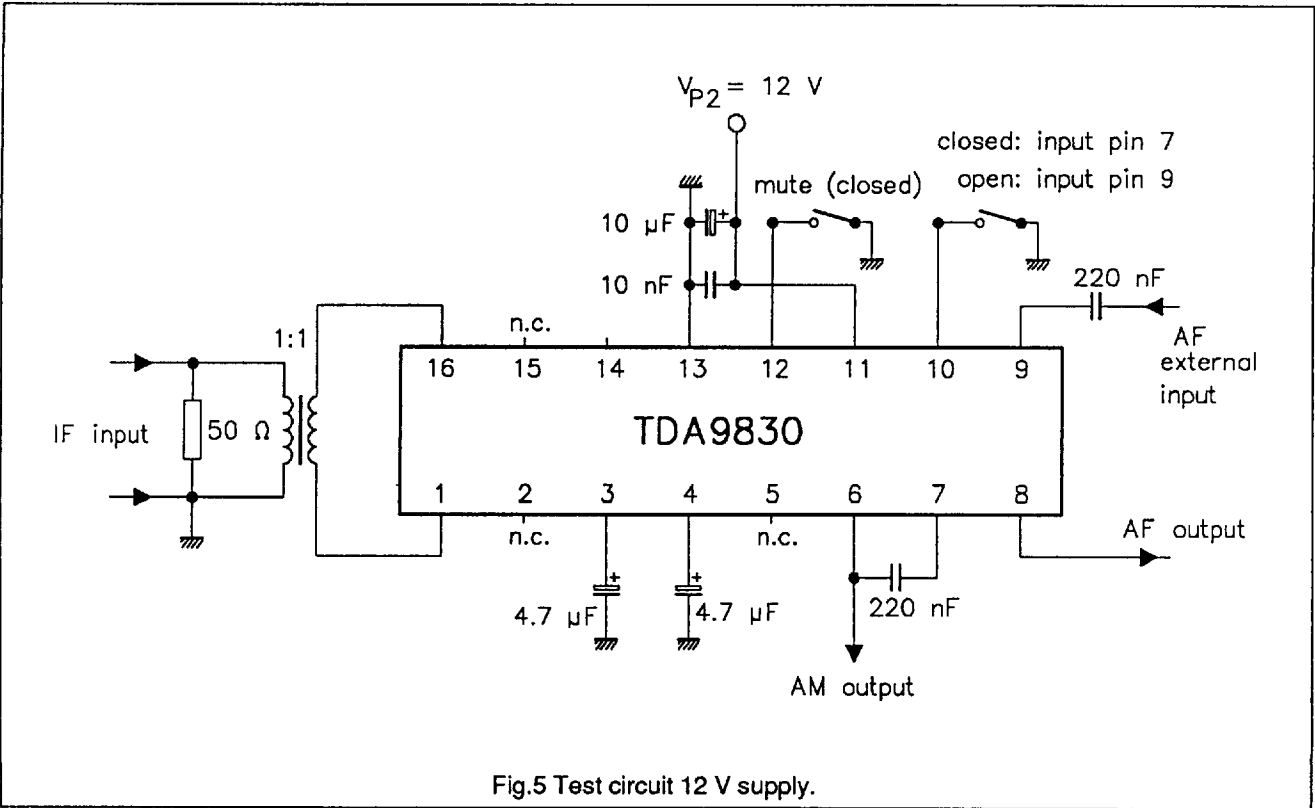 V_P2 = 12 V
closed: input pin 7
open: input pin 9
mute (closed)
10 µF
+
10 nF
220 nF
AF
external
input
1:1
n.c.
16 15 14 13 12 11 10 9
IF input
50 Ω
TDA9830
1 2 3 4 5 6 7 8
n.c.
n.c.
AF output
+
+
4.7 µF
4.7 µF
220 nF
AM output
Fig.5 Test circuit 12 V supply.